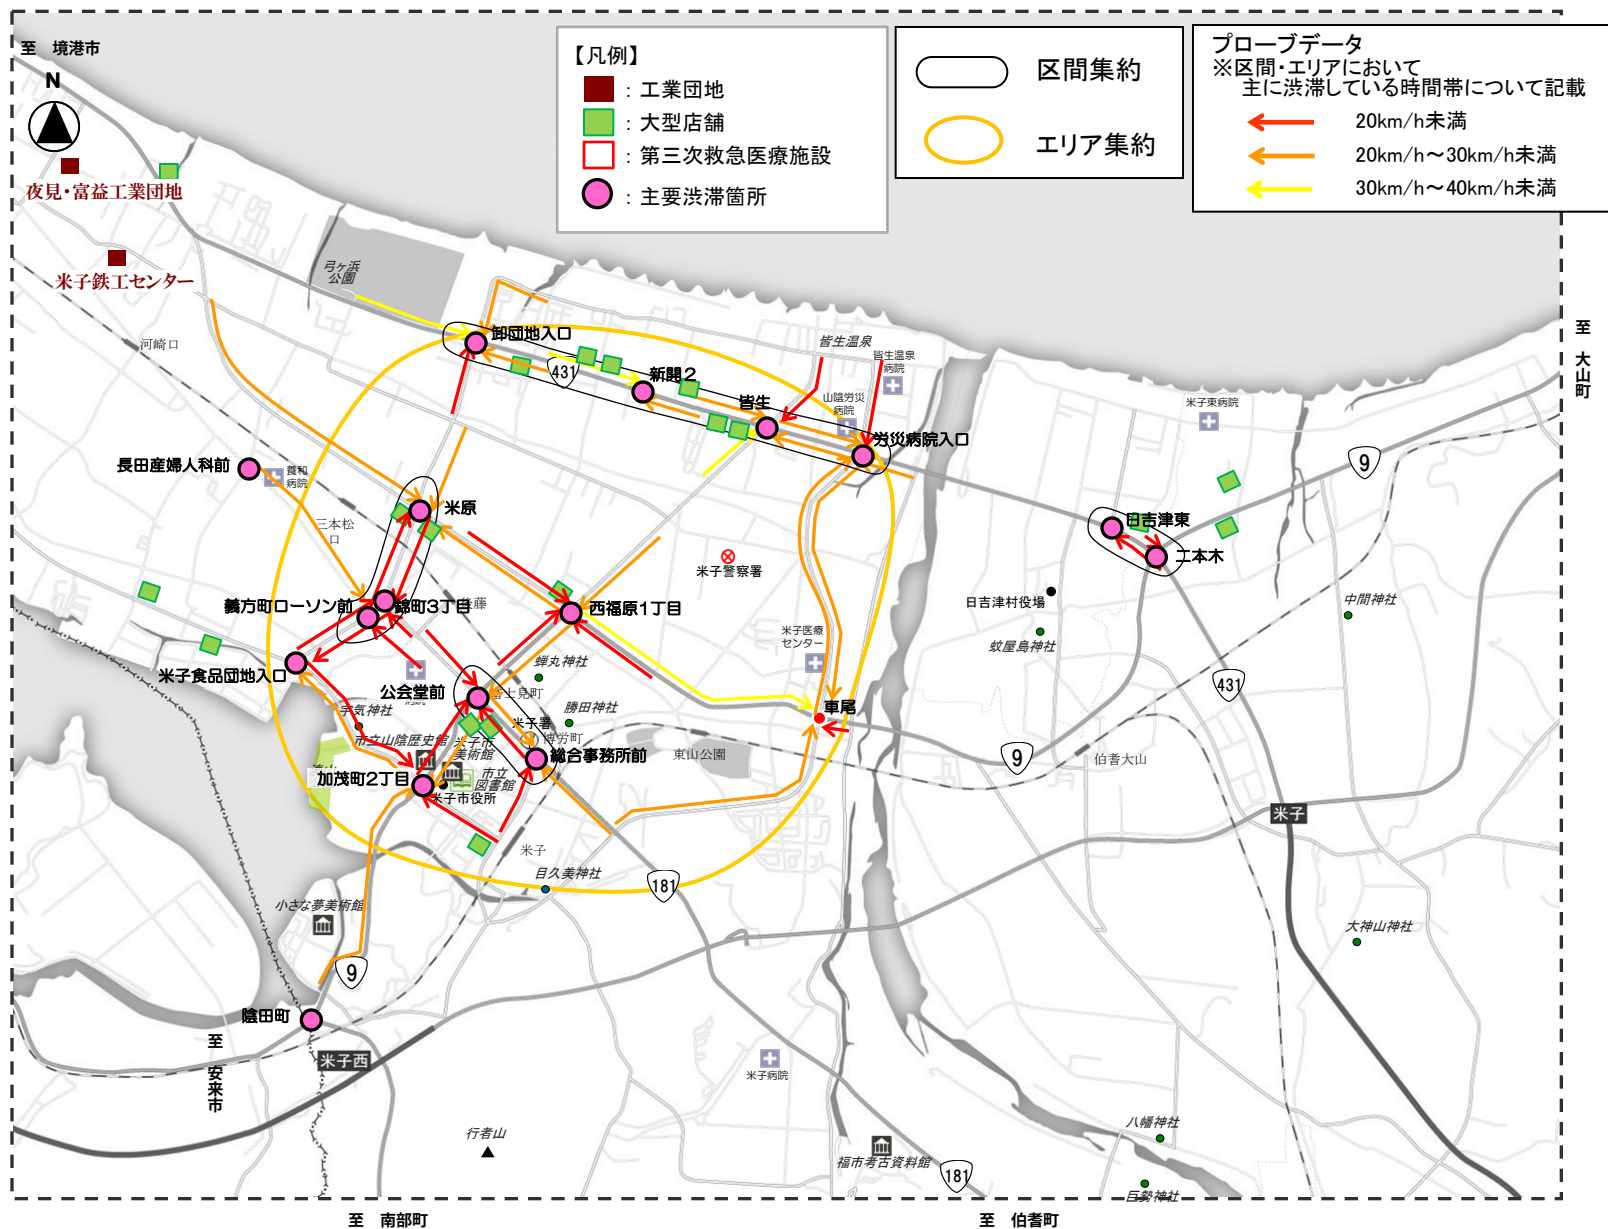 至　境港市
N
夜見・富益工業団地
米子鉄工センター
【凡例】
：工業団地
：大型店舗
：第三次救急医療施設
：主要渋滞箇所
区間集約
エリア集約
プローブデータ
※区間・エリアにおいて
主に渋滞している時間帯について記載
20km/h未満
20km/h～30km/h未満
30km/h～40km/h未満
至　大山町
弓ヶ浜
公園
河崎口
卸団地入口
431
新開２
皆生
皆生温泉
皆生温泉
病院
山陰労災
病院
労災病院入口
米子東病院
9
長田産婦人科前
養和
病院
米原
三本松
口
日吉津東
二本木
米子警察署
義方町ローソン前
錦町３丁目
後藤
西福原１丁目
日吉津村役場
中間神社
蚊屋島神社
米子医療
センター
米子食品団地入口
蝉丸神社
公会堂前
富士見町
勝田神社
431
車尾
米子署
博労町
市立山陰歴史館
米子市
美術館
総合事務所前
東山公園
9
伯耆大山
加茂町２丁目
市立
図書館
米子市役所
米子
米子
目久美神社
181
小さな夢美術館
大神山神社
9
陰田町
米子西
至　安来市
米子病院
行者山
八幡神社
福市考古資料館
181
巨勢神社
至　南部町
至　伯耆町